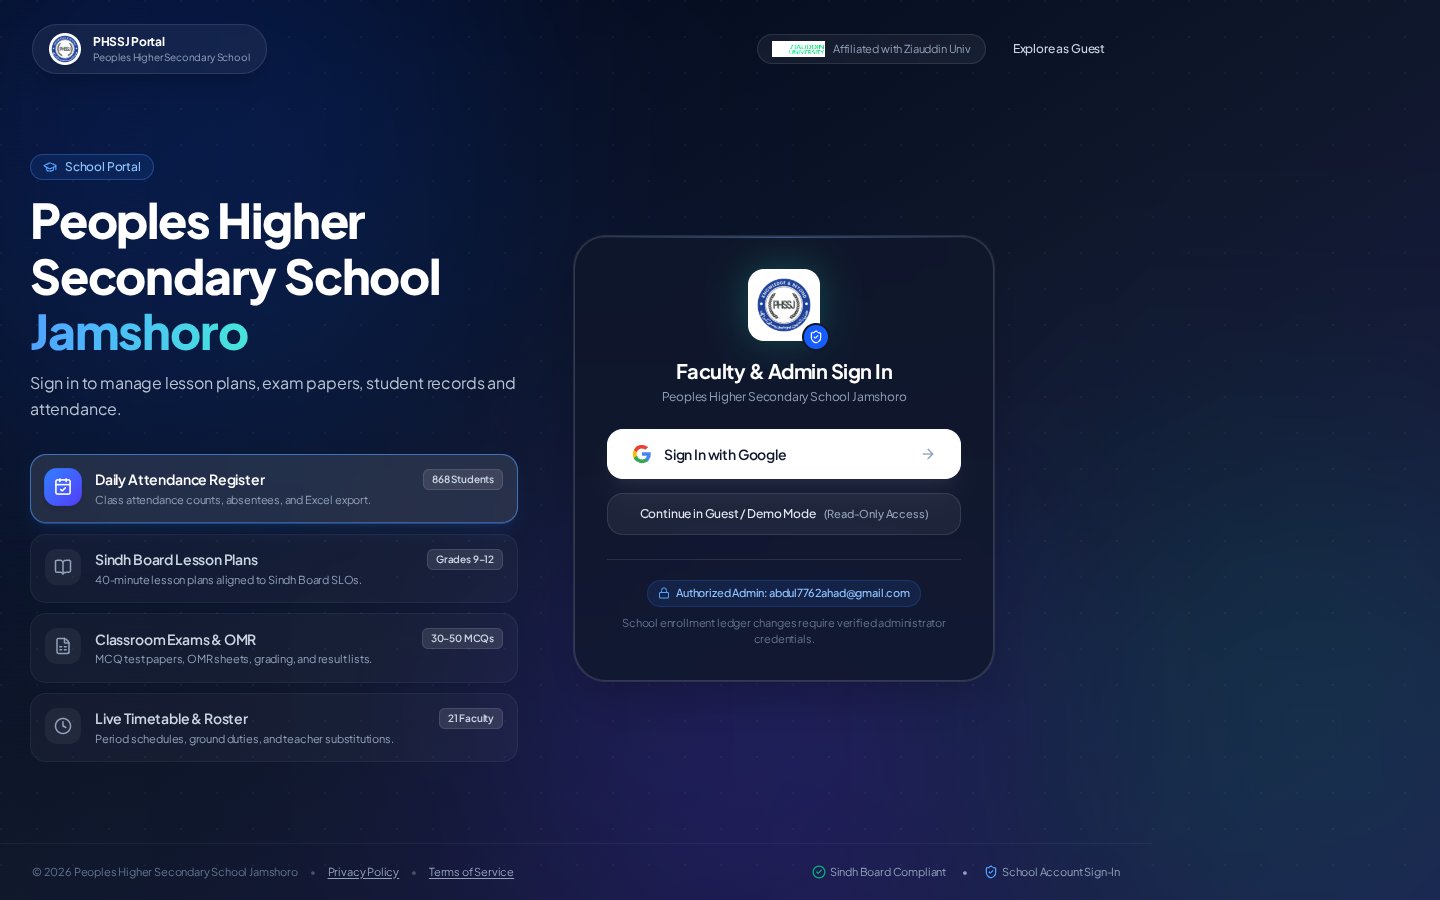 PHSSJ Portal
Peoples Higher Secondary School
ZIAUDDIN
UNIVERSITY
Affiliated with Ziauddin Univ
Explore as Guest
School Portal
Peoples Higher
Secondary School
Jamshoro
Sign in to manage lesson plans, exam papers, student records and
attendance.
Daily Attendance Register
868 Students
Class attendance counts, absentees, and Excel export.
Sindh Board Lesson Plans
Grades 9–12
40-minute lesson plans aligned to Sindh Board SLOs.
Classroom Exams & OMR
30–50 MCQs
MCQ test papers, OMR sheets, grading, and result lists.
Live Timetable & Roster
21 Faculty
Period schedules, ground duties, and teacher substitutions.
KNOWLEDGE & BEYOND
PHSSJ
Faculty & Admin Sign In
Peoples Higher Secondary School Jamshoro
Sign In with Google
Continue in Guest / Demo Mode (Read-Only Access)
Authorized Admin: abdul7762ahad@gmail.com
School enrollment ledger changes require verified administrator
credentials.
© 2026 Peoples Higher Secondary School Jamshoro • Privacy Policy • Terms of Service
Sindh Board Compliant • School Account Sign-In